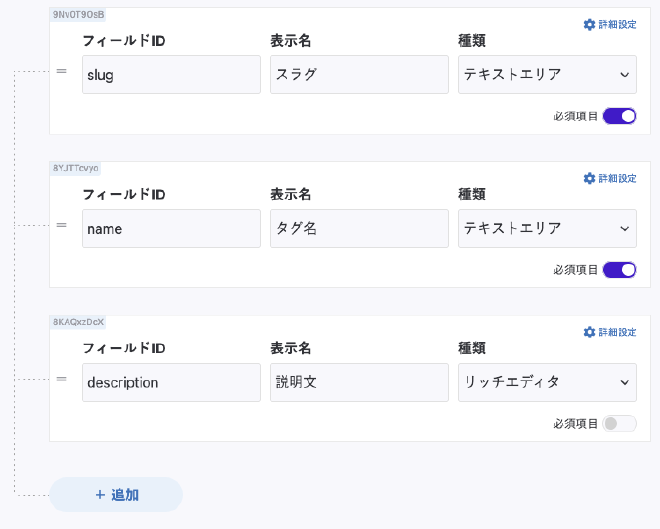 9Nv0T9OsB
詳細設定
フィールドID 表示名 種類
slug スラグ テキストエリア
必須項目
8YJTTcvyd
詳細設定
フィールドID 表示名 種類
name タグ名 テキストエリア
必須項目
8KAQxzDcX
詳細設定
フィールドID 表示名 種類
description 説明文 リッチエディタ
必須項目
+ 追加